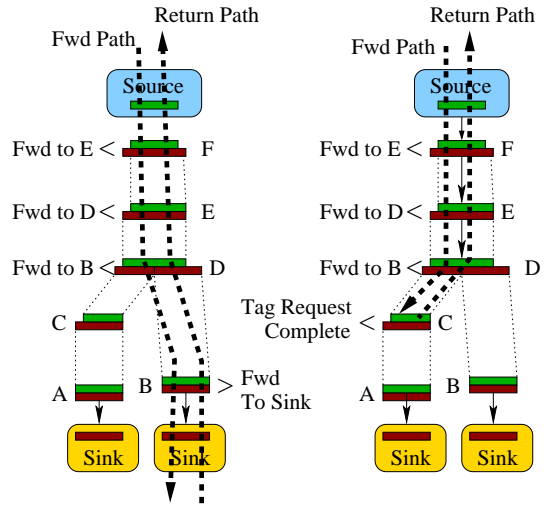 Return Path
Fwd Path
Source
Fwd to E < F
Fwd to D < E
Fwd to B < D
C
A
B > Fwd
To Sink
Sink
Sink
Return Path
Fwd Path
Source
Fwd to E < F
Fwd to D < E
Fwd to B < D
Tag Request
Complete < C
A
B
Sink
Sink